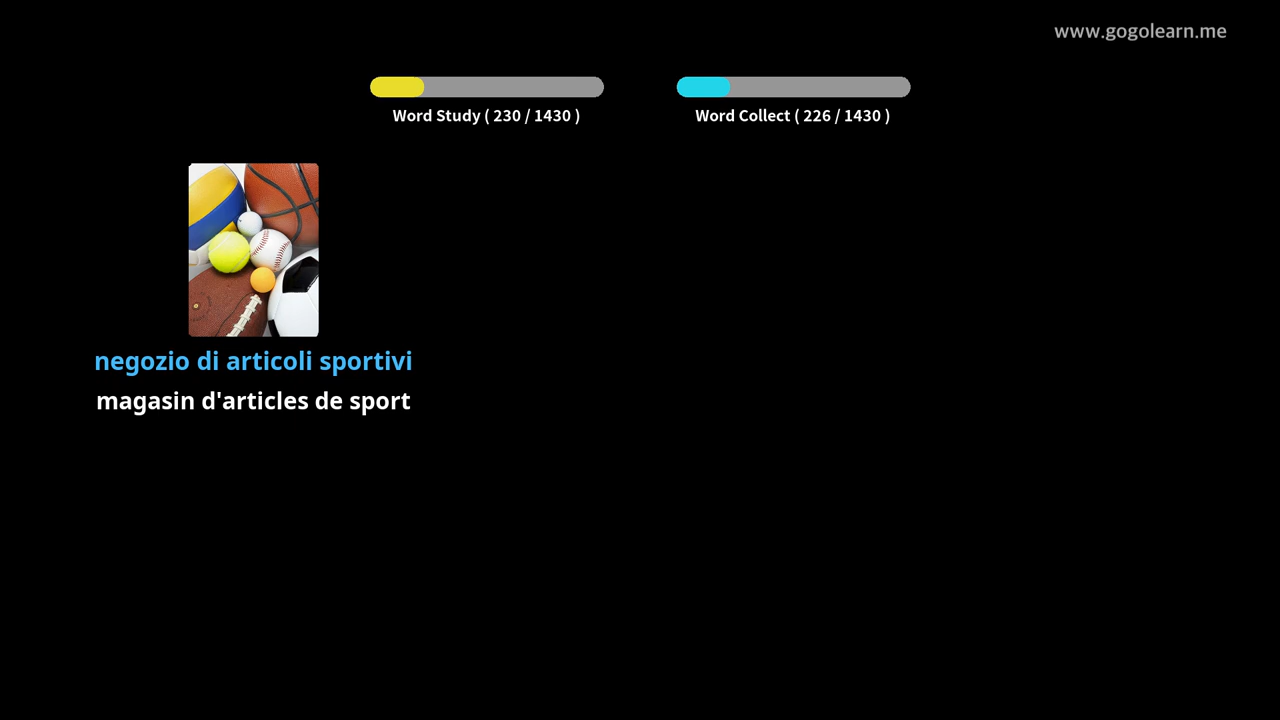 www.gogolearn.me
Word Study ( 230 / 1430 )
Word Collect ( 226 / 1430 )
negozio di articoli sportivi
magasin d'articles de sport